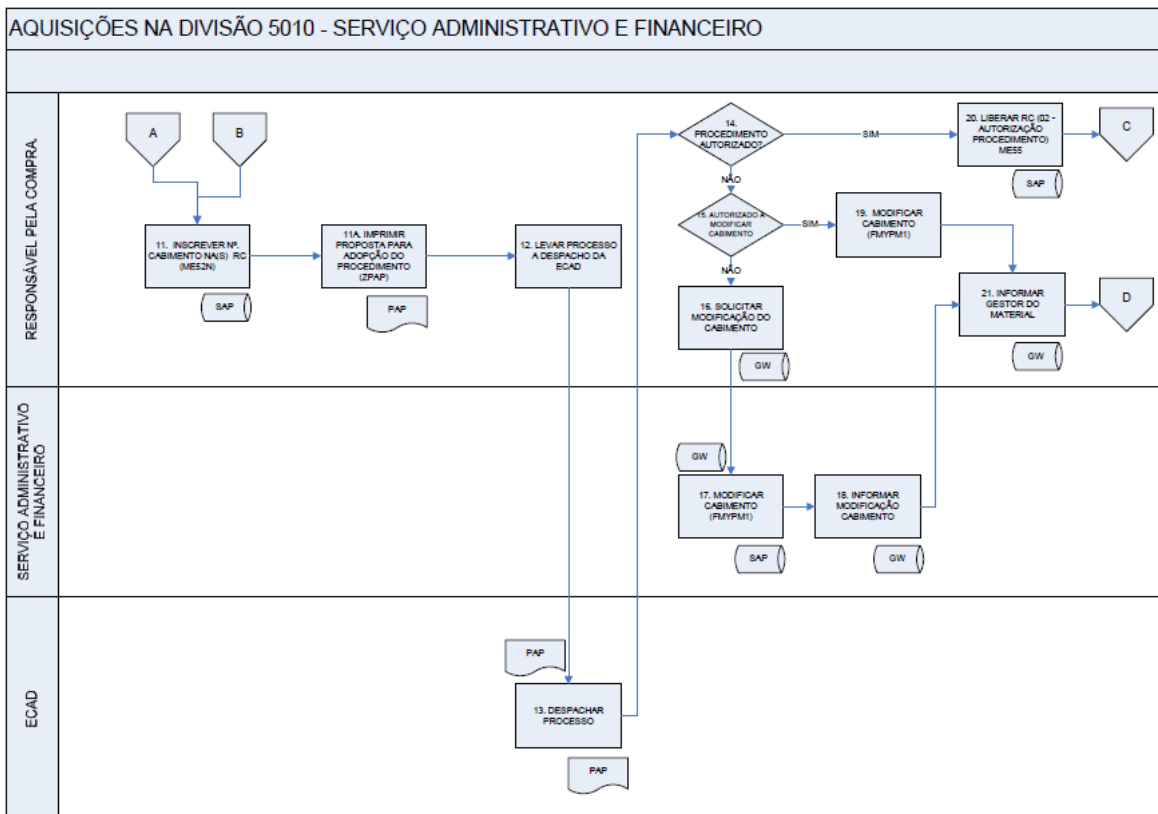 AQUISIÇÕES NA DIVISÃO 5010 - SERVIÇO ADMINISTRATIVO E FINANCEIRO
RESPONSÁVEL PELA COMPRA
A
B
11. INSCREVER Nº.
CABIMENTO NA(S) RC
(ME52N)
SAP
11A. IMPRIMIR
PROPOSTA PARA
ADOPÇÃO DO
PROCEDIMENTO
(ZPAP)
PAP
12. LEVAR PROCESSO
A DESPACHO DA
ECAD
14.
PROCEDIMENTO
AUTORIZADO?
SIM
20. LIBERAR RC (02 -
AUTORIZAÇÃO
PROCEDIMENTO)
ME55
SAP
C
NÃO
15. AUTORIZADO A
MODIFICAR
CABIMENTO
SIM
19. MODIFICAR
CABIMENTO
(FMYPM1)
NÃO
16. SOLICITAR
MODIFICAÇÃO DO
CABIMENTO
GW
21. INFORMAR
GESTOR DO
MATERIAL
GW
D
SERVIÇO ADMINISTRATIVO
E FINANCEIRO
GW
17. MODIFICAR
CABIMENTO
(FMYPM1)
SAP
18. INFORMAR
MODIFICAÇÃO
CABIMENTO
GW
ECAD
PAP
13. DESPACHAR
PROCESSO
PAP